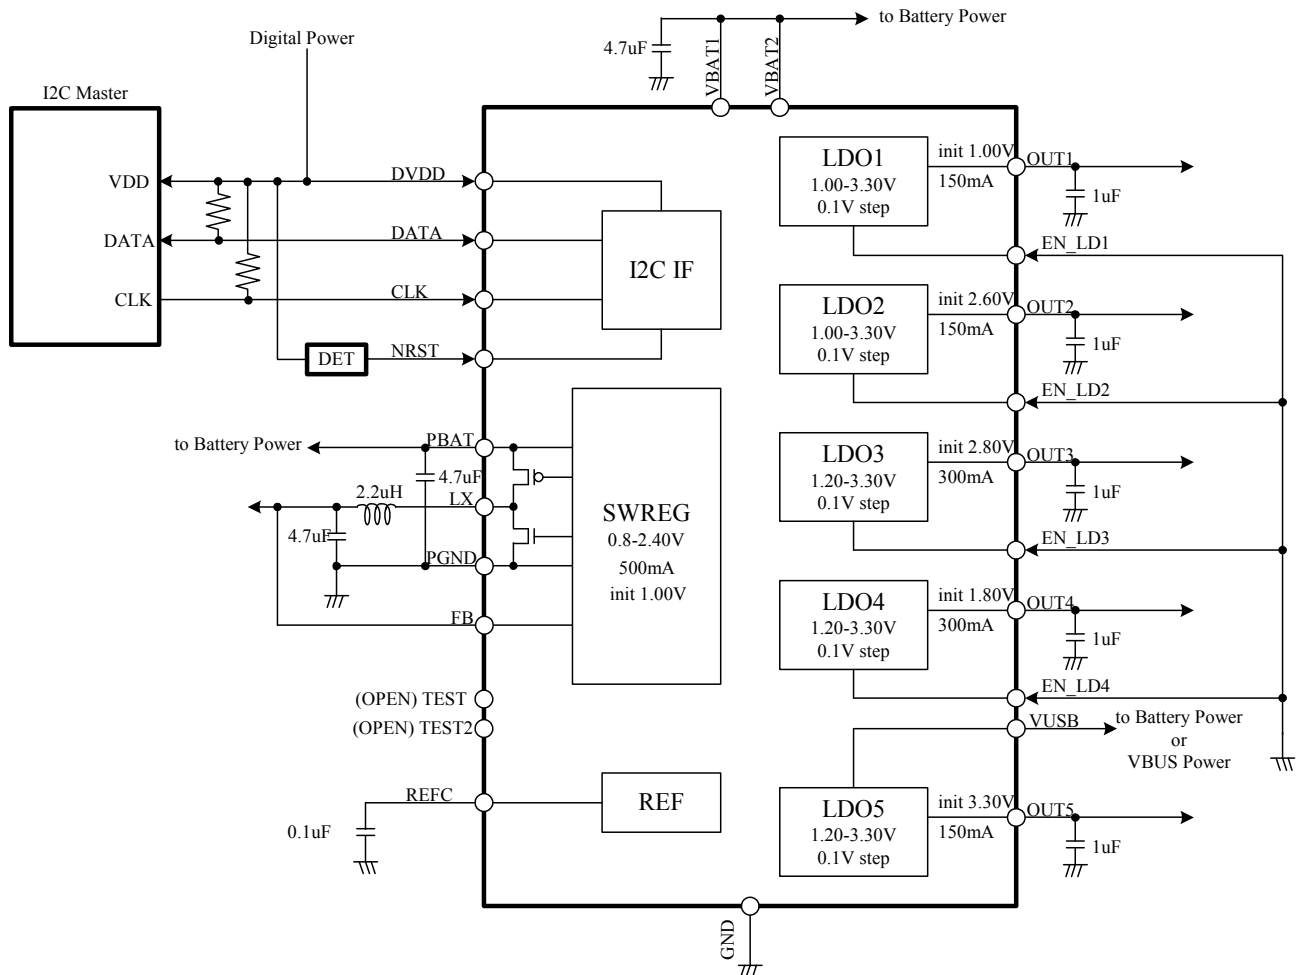 to Battery Power
Digital Power
4.7uF
VBAT1
VBAT2
I2C Master
VDD
DATA
CLK
DVDD
DATA
CLK
DET
NRST
I2C IF
LDO1
1.00-3.30V
0.1V step
init 1.00V
150mA
OUT1
1uF
EN_LD1
LDO2
1.00-3.30V
0.1V step
init 2.60V
150mA
OUT2
1uF
EN_LD2
to Battery Power
PBAT
4.7uF
2.2uH
LX
4.7uF
PGND
FB
SWREG
0.8-2.40V
500mA
init 1.00V
LDO3
1.20-3.30V
0.1V step
init 2.80V
300mA
OUT3
1uF
EN_LD3
LDO4
1.20-3.30V
0.1V step
init 1.80V
300mA
OUT4
1uF
EN_LD4
(OPEN) TEST
(OPEN) TEST2
VUSB
to Battery Power
or
VBUS Power
REFC
0.1uF
REF
LDO5
1.20-3.30V
0.1V step
init 3.30V
150mA
OUT5
1uF
GND